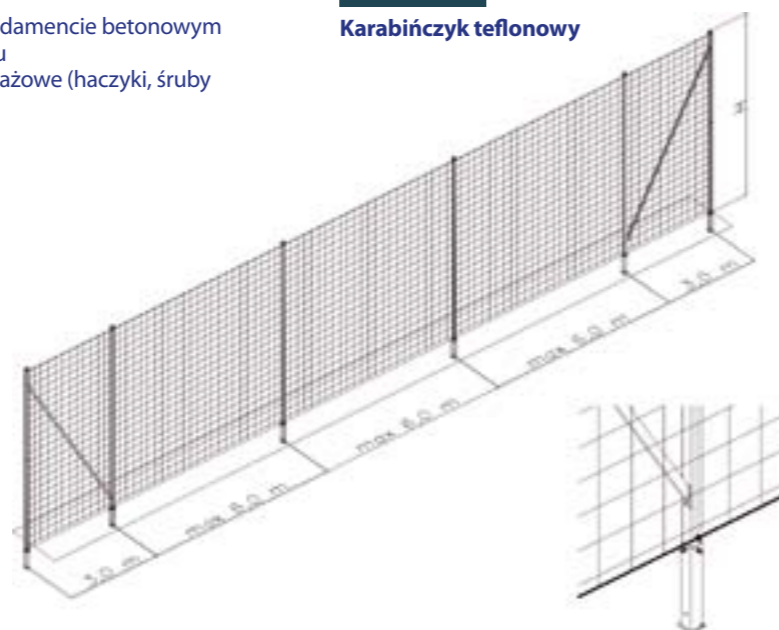 damencie betonowym
u
ażowe (haczyki, śruby
Karabińczyk teflonowy
H
3,0 m
max 6,0 m
max 6,0 m
max 6,0 m
3,0 m